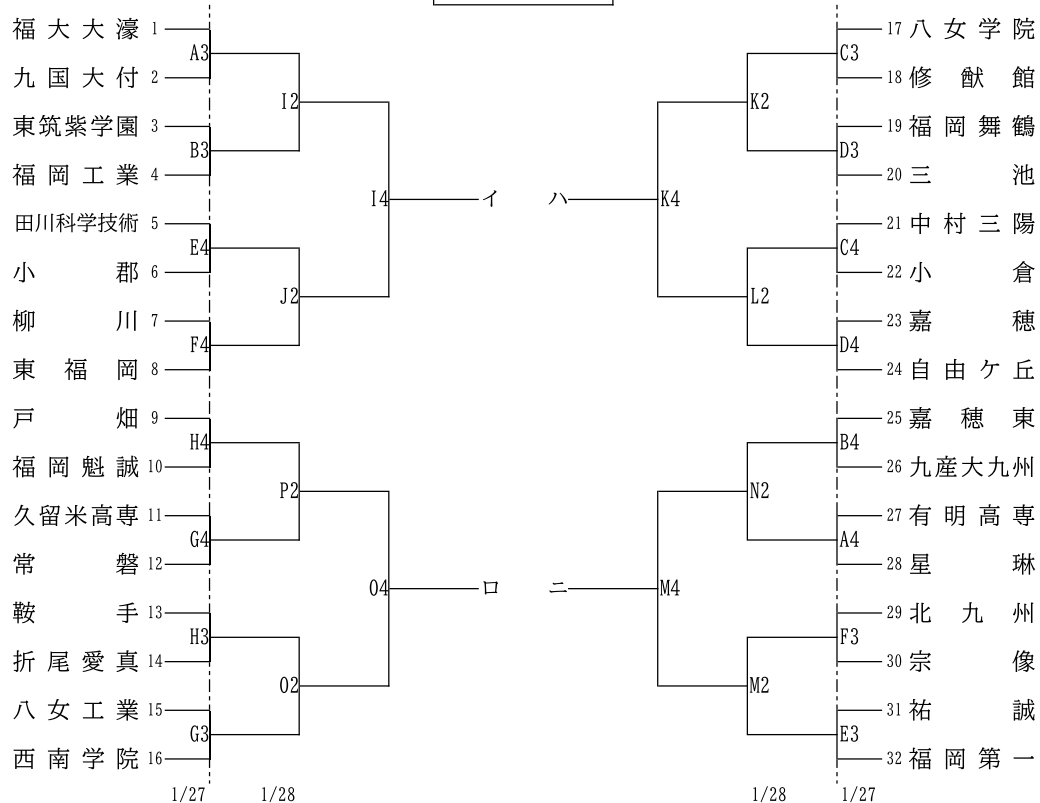 福大大濠 1
A3
九国大付 2
I2
東筑紫学園 3
B3
福岡工業 4
I4
イ
田川科学技術 5
E4
小郡 6
J2
柳川 7
F4
東福岡 8
戸畑 9
H4
福岡魁誠 10
P2
久留米高専 11
G4
常磐 12
O4
ロ
鞍手 13
H3
折尾愛真 14
O2
八女工業 15
G3
西南学院 16
1/27 1/28
17 八女学院
C3
18 修猷館
K2
19 福岡舞鶴
D3
20 三池
ハ
K4
21 中村三陽
C4
22 小倉
L2
23 嘉穂
D4
24 自由ケ丘
25 嘉穂東
B4
26 九産大九州
N2
27 有明高専
A4
28 星琳
ニ
M4
29 北九州
F3
30 宗像
M2
31 祐誠
E3
32 福岡第一
1/28 1/27